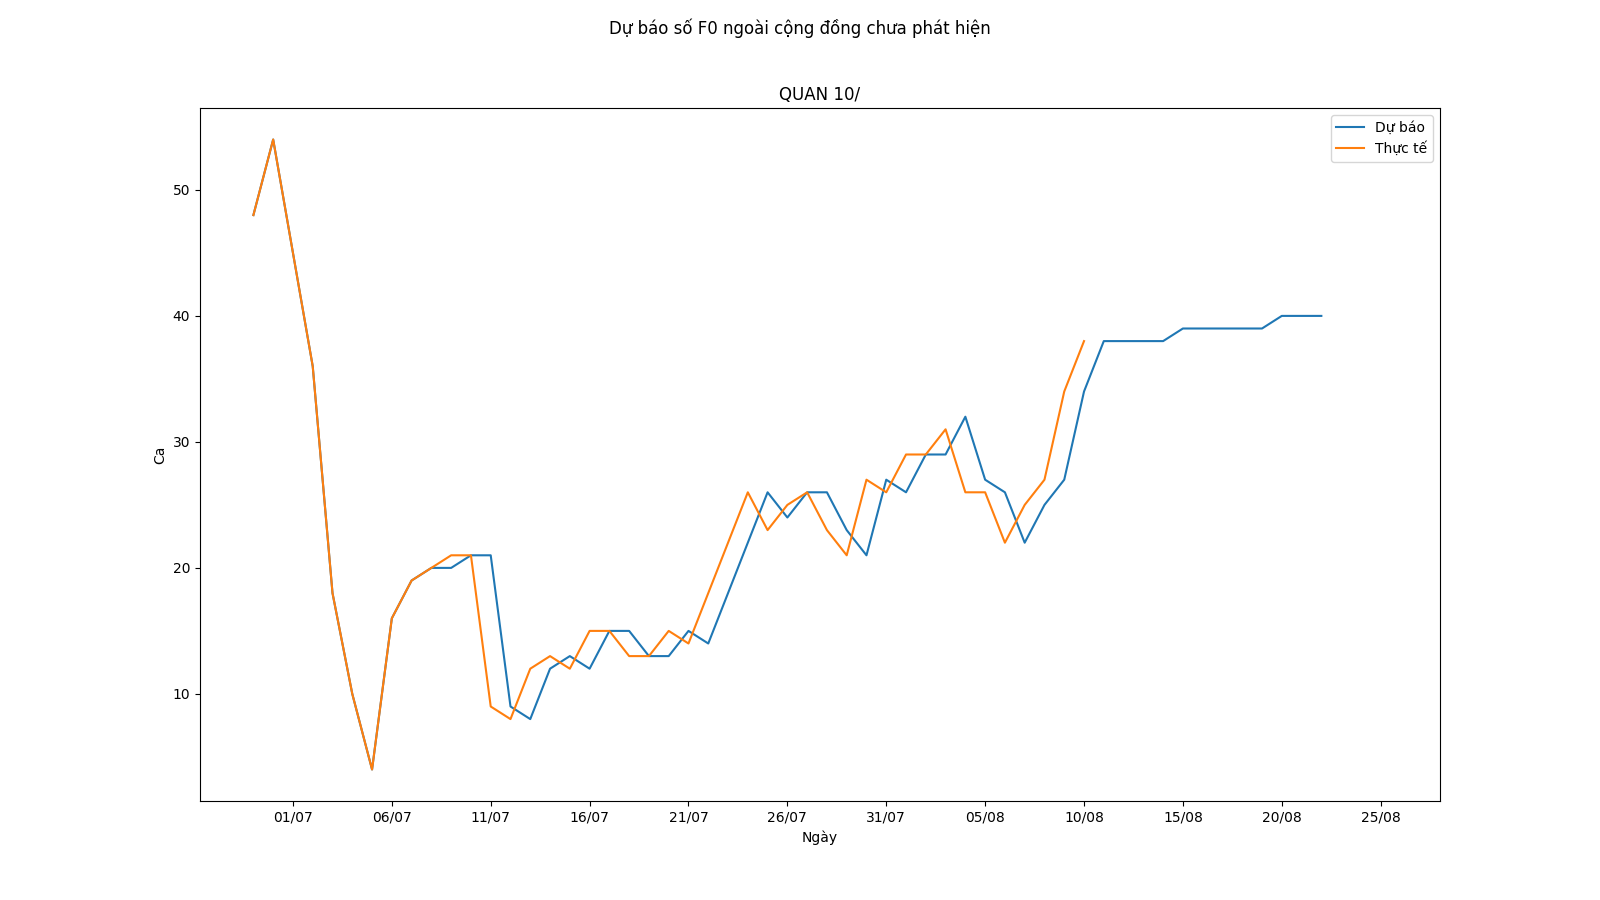 Dự báo số F0 ngoài cộng đồng chưa phát hiện
QUAN 10/
Dự báo
Thực tế
50
40
30
20
10
Ca
01/07 06/07 11/07 16/07 21/07 26/07 31/07 05/08 10/08 15/08 20/08 25/08
Ngày